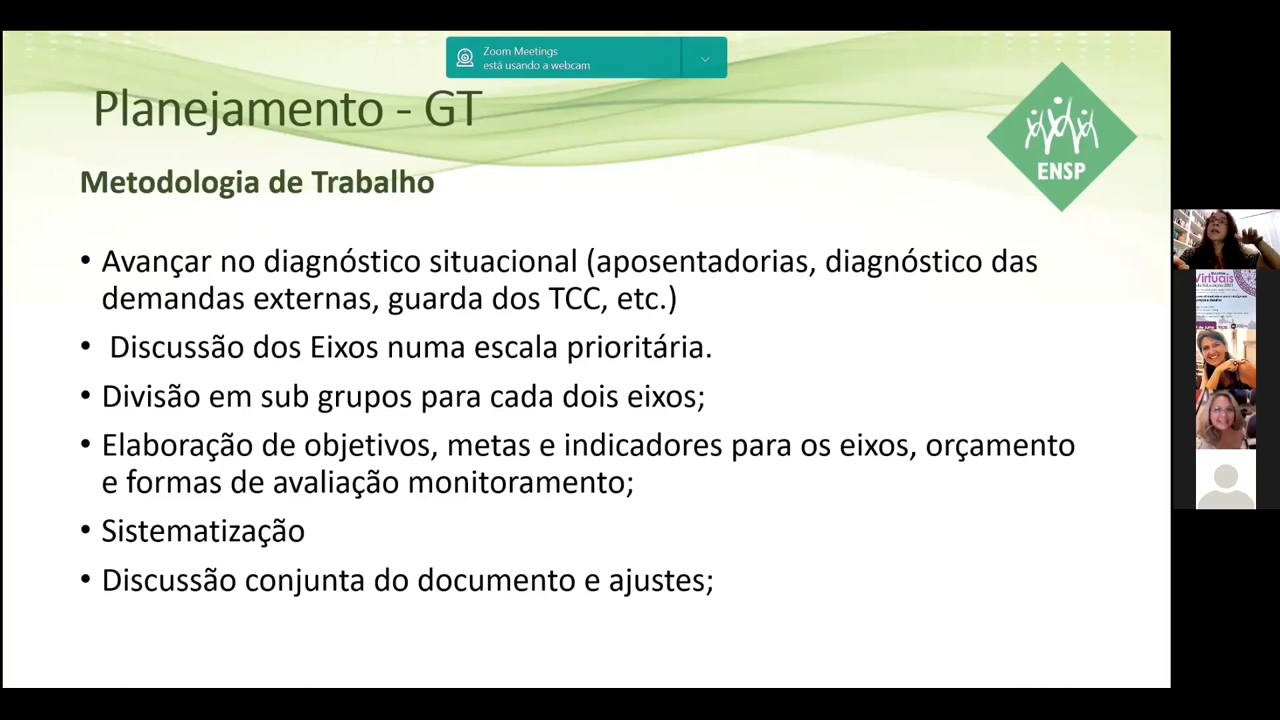 Zoom Meetings
está usando a webcam
Planejamento - GT
ENSP
Metodologia de Trabalho
• Avançar no diagnóstico situacional (aposentadorias, diagnóstico das
demandas externas, guarda dos TCC, etc.)
• Discussão dos Eixos numa escala prioritária.
• Divisão em sub grupos para cada dois eixos;
• Elaboração de objetivos, metas e indicadores para os eixos, orçamento
e formas de avaliação monitoramento;
• Sistematização
• Discussão conjunta do documento e ajustes;
Virtuais